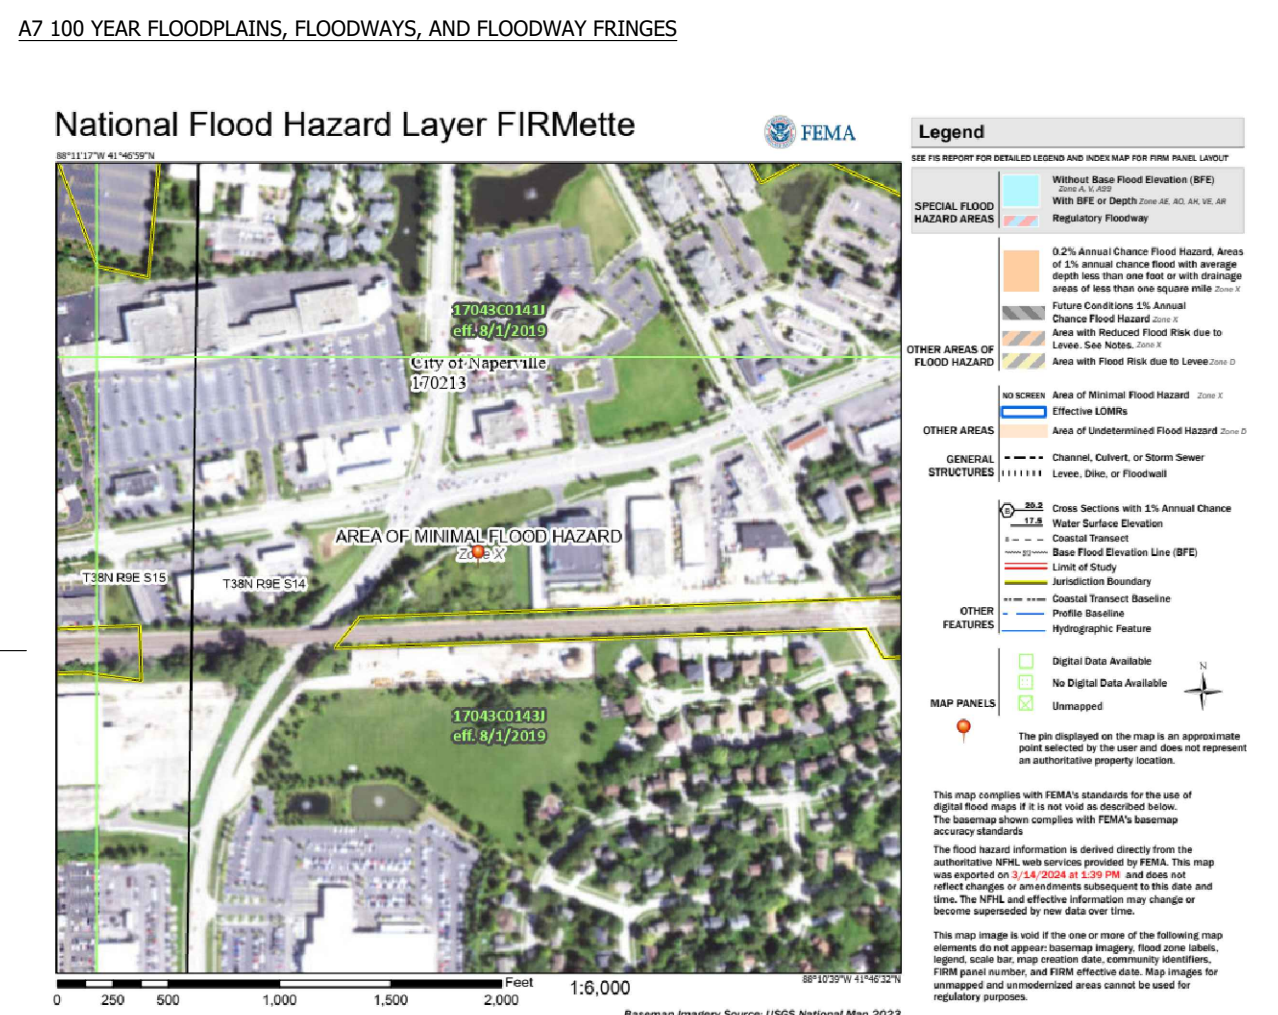 A7 100 YEAR FLOODPLAINS, FLOODWAYS, AND FLOODWAY FRINGES
National Flood Hazard Layer FIRMette
FEMA
88°11'17"W 41°46'59"N
17043C0141J
eff. 8/1/2019
City of Naperville
170213
AREA OF MINIMAL FLOOD HAZARD
Zone X
T38N R9E S15
T38N R9E S14
17043C0143J
eff. 8/1/2019
88°10'39"W 41°46'32"N
Feet
0 250 500 1,000 1,500 2,000
1:6,000
Basemap Imagery Source: USGS National Map 2023
Legend
SEE FIS REPORT FOR DETAILED LEGEND AND INDEX MAP FOR FIRM PANEL LAYOUT
SPECIAL FLOOD
HAZARD AREAS
Without Base Flood Elevation (BFE)
Zone A, V, A99
With BFE or Depth Zone AE, AO, AH, VE, AR
Regulatory Floodway
OTHER AREAS OF
FLOOD HAZARD
0.2% Annual Chance Flood Hazard, Areas
of 1% annual chance flood with average
depth less than one foot or with drainage
areas of less than one square mile Zone X
Future Conditions 1% Annual
Chance Flood Hazard Zone X
Area with Reduced Flood Risk due to
Levee. See Notes. Zone X
Area with Flood Risk due to Levee Zone D
OTHER AREAS
NO SCREEN Area of Minimal Flood Hazard Zone X
Effective LOMRs
Area of Undetermined Flood Hazard Zone D
GENERAL
STRUCTURES
Channel, Culvert, or Storm Sewer
Levee, Dike, or Floodwall
OTHER
FEATURES
20.2 Cross Sections with 1% Annual Chance
17.5 Water Surface Elevation
8 Coastal Transect
512 Base Flood Elevation Line (BFE)
Limit of Study
Jurisdiction Boundary
Coastal Transect Baseline
Profile Baseline
Hydrographic Feature
MAP PANELS
Digital Data Available
No Digital Data Available
Unmapped
N
The pin displayed on the map is an approximate
point selected by the user and does not represent
an authoritative property location.
This map complies with FEMA's standards for the use of
digital flood maps if it is not void as described below.
The basemap shown complies with FEMA's basemap
accuracy standards
The flood hazard information is derived directly from the
authoritative NFHL web services provided by FEMA. This map
was exported on 3/14/2024 at 1:39 PM and does not
reflect changes or amendments subsequent to this date and
time. The NFHL and effective information may change or
become superseded by new data over time.
This map image is void if the one or more of the following map
elements do not appear: basemap imagery, flood zone labels,
legend, scale bar, map creation date, community identifiers,
FIRM panel number, and FIRM effective date. Map images for
unmapped and unmodernized areas cannot be used for
regulatory purposes.